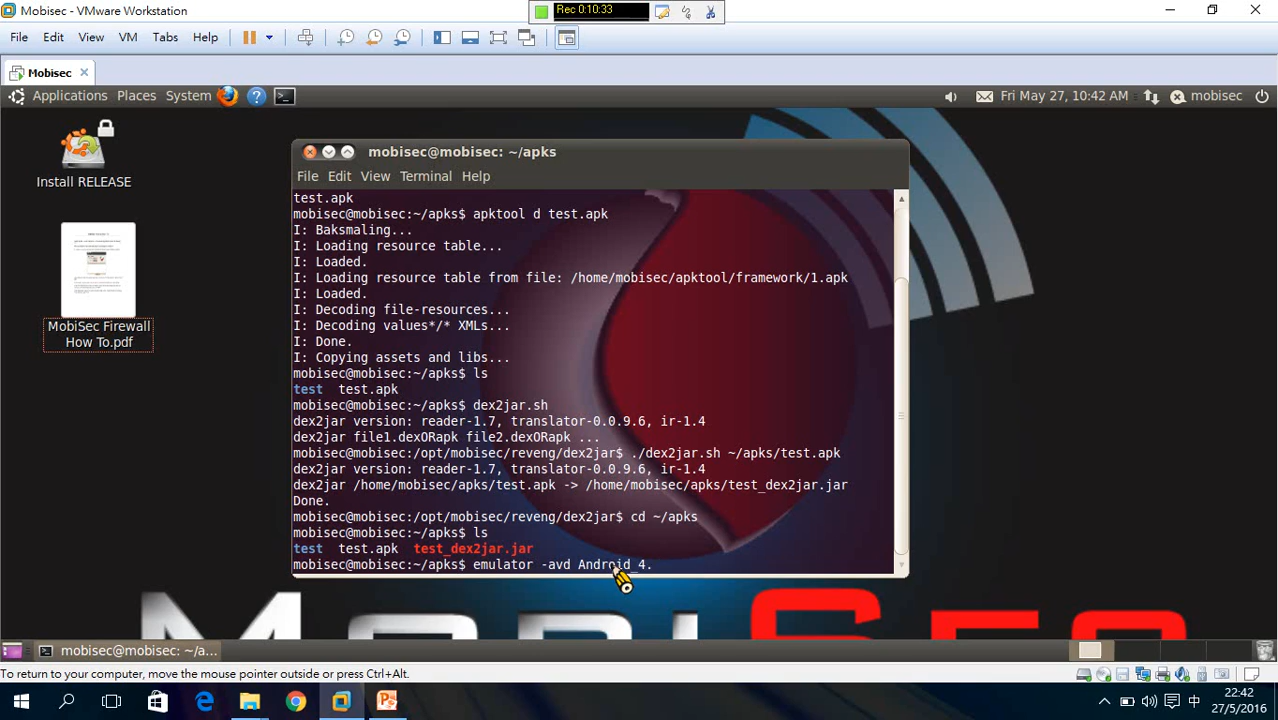 Mobisec - VMware Workstation
Rec 0:10:33
File Edit View VM Tabs Help
Mobisec
Applications Places System
Fri May 27, 10:42 AM mobisec
Install RELEASE
MobiSec Firewall
How To.pdf
mobisec@mobisec: ~/apks
File Edit View Terminal Help
test.apk
mobisec@mobisec:~/apks$ apktool d test.apk
I: Baksmaling...
I: Loading resource table...
I: Loaded.
I: Loading resource table from file: /home/mobisec/apktool/framework/1.apk
I: Loaded.
I: Decoding file-resources...
I: Decoding values*/* XMLs...
I: Done.
I: Copying assets and libs...
mobisec@mobisec:~/apks$ ls
test test.apk
mobisec@mobisec:~/apks$ dex2jar.sh
dex2jar version: reader-1.7, translator-0.0.9.6, ir-1.4
dex2jar file1.dexORapk file2.dexORapk ...
mobisec@mobisec:/opt/mobisec/reveng/dex2jar$ ./dex2jar.sh ~/apks/test.apk
dex2jar version: reader-1.7, translator-0.0.9.6, ir-1.4
dex2jar /home/mobisec/apks/test.apk -> /home/mobisec/apks/test_dex2jar.jar
Done.
mobisec@mobisec:/opt/mobisec/reveng/dex2jar$ cd ~/apks
mobisec@mobisec:~/apks$ ls
test test.apk test_dex2jar.jar
mobisec@mobisec:~/apks$ emulator -avd Android_4.
MobiSec
mobisec@mobisec: ~/a...
To return to your computer, move the mouse pointer outside or press Ctrl+Alt.
中
22:42
27/5/2016